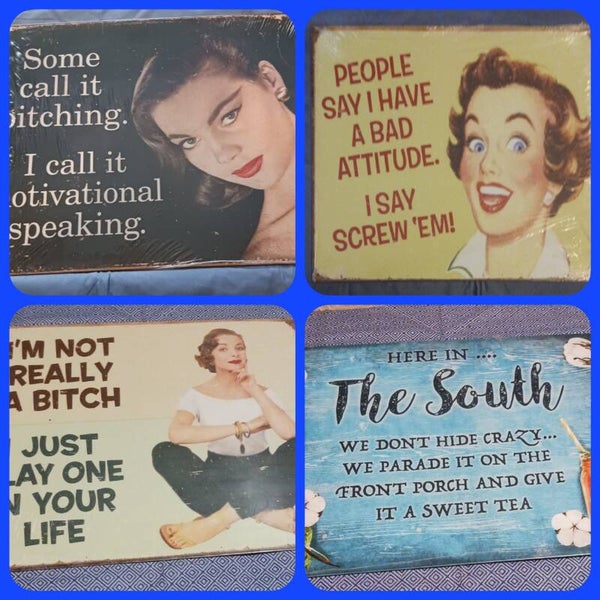 Some
call it
bitching.
I call it
otivational
speaking.
PEOPLE
SAY I HAVE
A BAD
ATTITUDE.
I SAY
SCREW 'EM!
I'M NOT
REALLY
A BITCH
I JUST
LAY ONE
N YOUR
LIFE
HERE IN ....
The South
WE DONT HIDE CRAZY...
WE PARADE IT ON THE
FRONT PORCH AND GIVE
IT A SWEET TEA